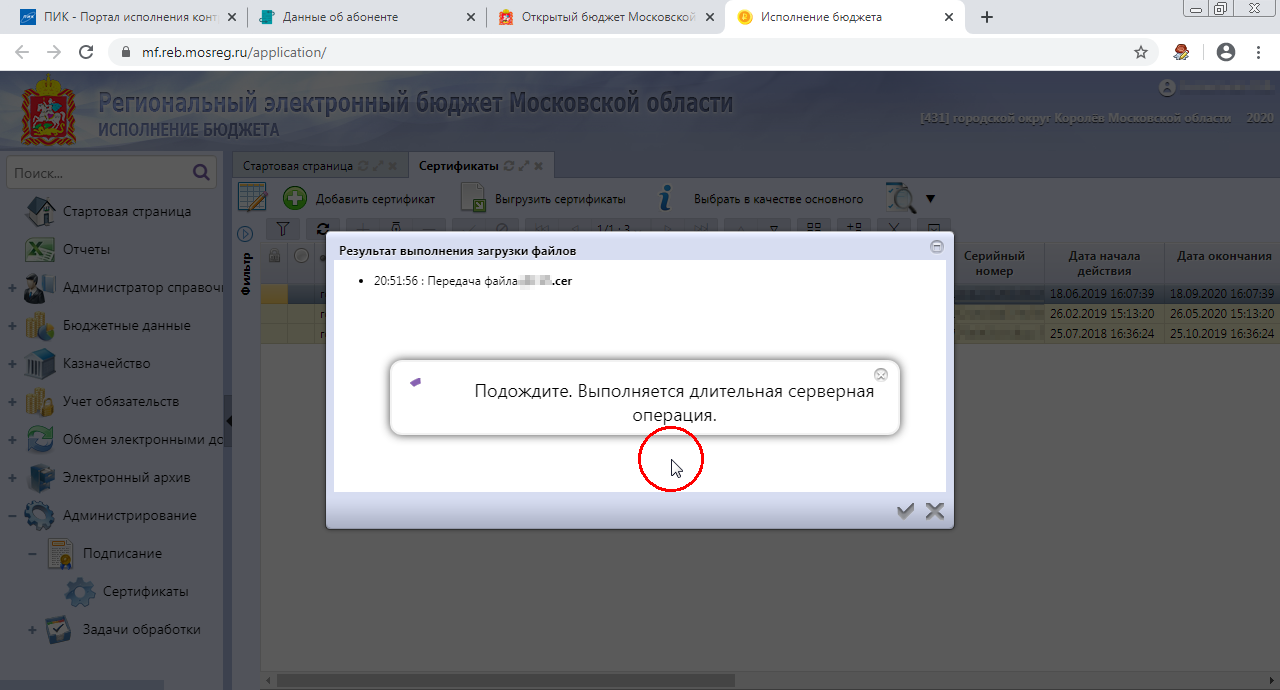 ПИК - Портал исполнения конт
Данные об абоненте
Открытый бюджет Московской
Исполнение бюджета
mf.reb.mosreg.ru/application/
Региональный электронный бюджет Московской области
ИСПОЛНЕНИЕ БЮДЖЕТА
[431] городской округ Королёв Московской области 2020
Поиск...
Стартовая страница
Сертификаты
Добавить сертификат
Выгрузить сертификаты
Выбрать в качестве основного
1/1 : 3
Стартовая страница
Отчеты
Администратор справочн
Бюджетные данные
Казначейство
Учет обязательств
Обмен электронными до
Электронный архив
Администрирование
Подписание
Сертификаты
Задачи обработки
Фильтр
Серийный номер
Дата начала действия
Дата окончания
18.06.2019 16:07:39 18.09.2020 16:07:39
26.02.2019 15:13:20 26.05.2020 15:13:20
25.07.2018 16:36:24 25.10.2019 16:36:24
Результат выполнения загрузки файлов
20:51:56 : Передача файла .cer
Подождите. Выполняется длительная серверная
операция.